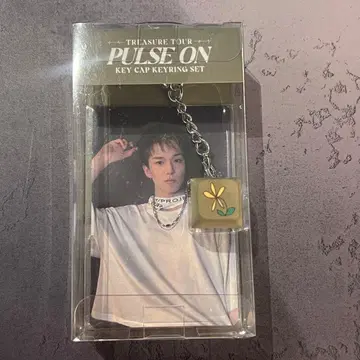 TREASURE TOUR
PULSE ON
KEY CAP KEYRING SET